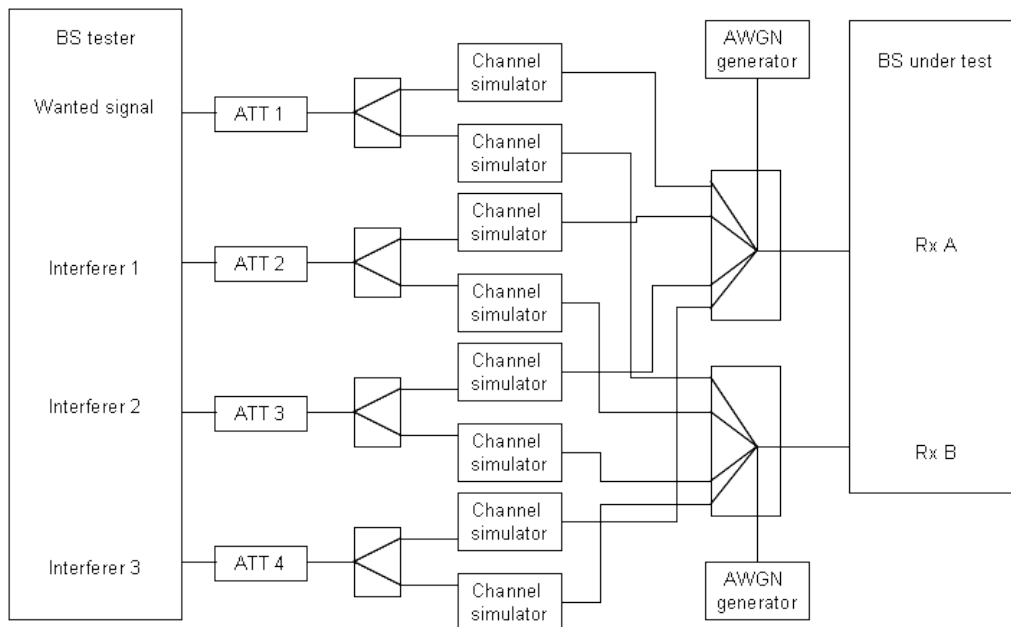 BS tester
Wanted signal
Interferer 1
Interferer 2
Interferer 3
ATT 1
ATT 2
ATT 3
ATT 4
Channel
simulator
Channel
simulator
Channel
simulator
Channel
simulator
Channel
simulator
Channel
simulator
Channel
simulator
Channel
simulator
AWGN
generator
AWGN
generator
BS under test
Rx A
Rx B